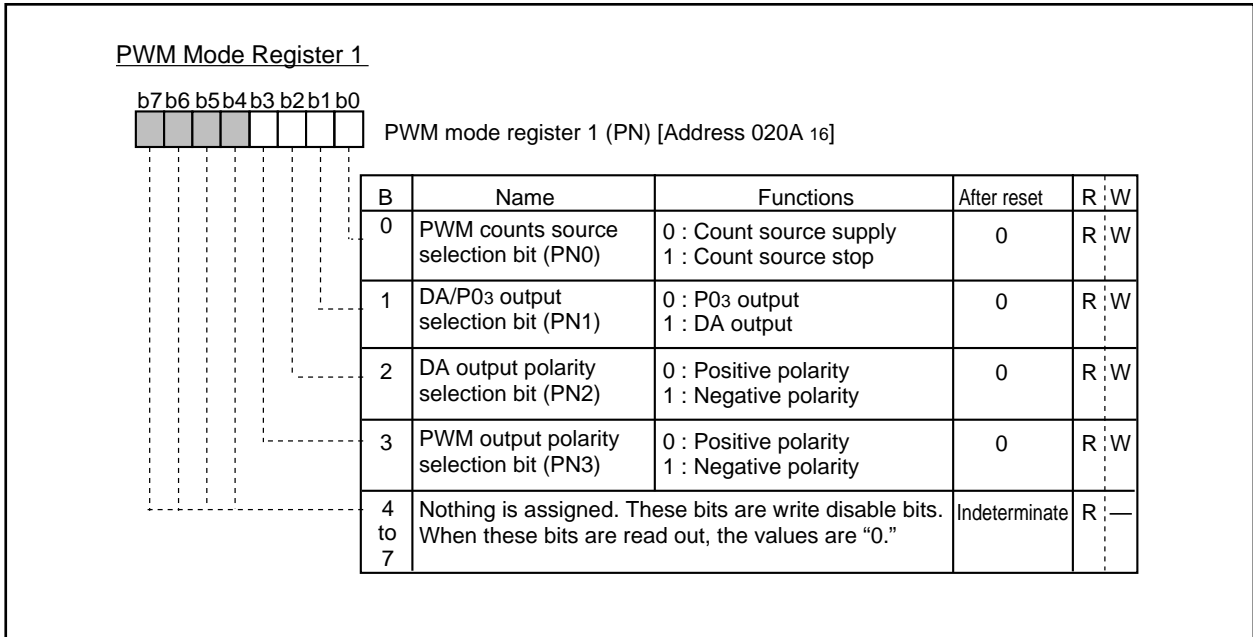 PWM Mode Register 1
b7 b6 b5 b4 b3 b2 b1 b0
PWM mode register 1 (PN) [Address 020A 16]
B Name Functions After reset R W
0 PWM counts source selection bit (PN0) 0 : Count source supply 1 : Count source stop 0 R W
1 DA/P03 output selection bit (PN1) 0 : P03 output 1 : DA output 0 R W
2 DA output polarity selection bit (PN2) 0 : Positive polarity 1 : Negative polarity 0 R W
3 PWM output polarity selection bit (PN3) 0 : Positive polarity 1 : Negative polarity 0 R W
4 to 7 Nothing is assigned. These bits are write disable bits. When these bits are read out, the values are “0.” Indeterminate R —